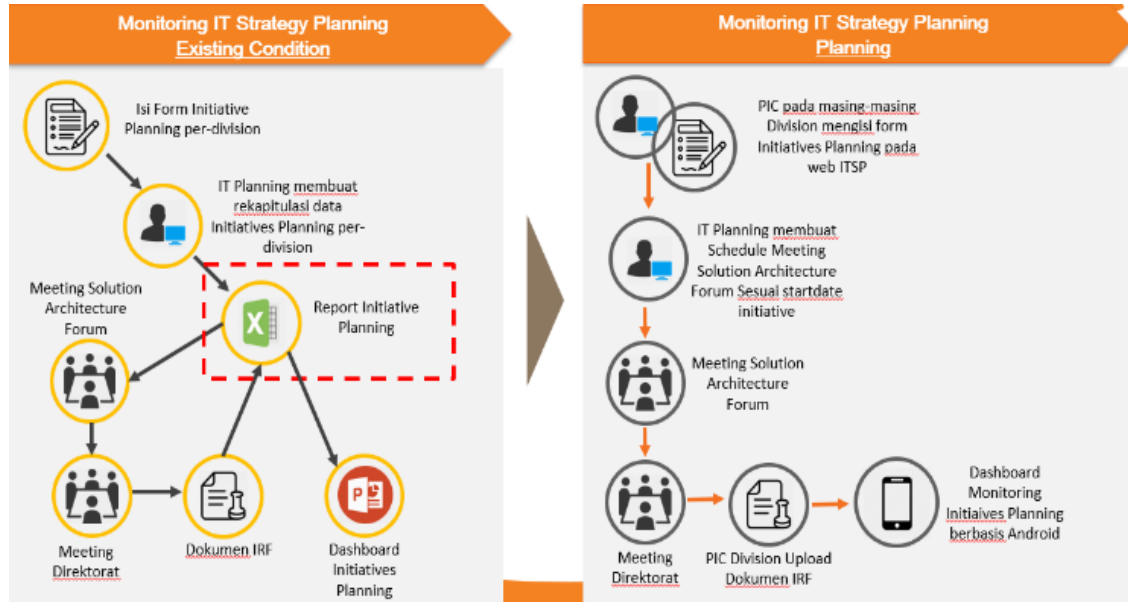 Monitoring IT Strategy Planning
Existing Condition
Isi Form Initiative
Planning per-division
IT Planning membuat
rekapitulasi data
Initiatives Planning per-
division
Report Initiative
Planning
Meeting Solution
Architecture
Forum
Meeting
Direktorat
Dokumen IRF
Dashboard
Initiatives
Planning
Monitoring IT Strategy Planning
Planning
PIC pada masing-masing
Division mengisi form
Initiatives Planning pada
web ITSP
IT Planning membuat
Schedule Meeting
Solution Architecture
Forum Sesuai startdate
initiative
Meeting Solution
Architecture
Forum
Meeting
Direktorat
PIC Division Upload
Dokumen IRF
Dashboard
Monitoring
Initiaives Planning
berbasis Android
X
P